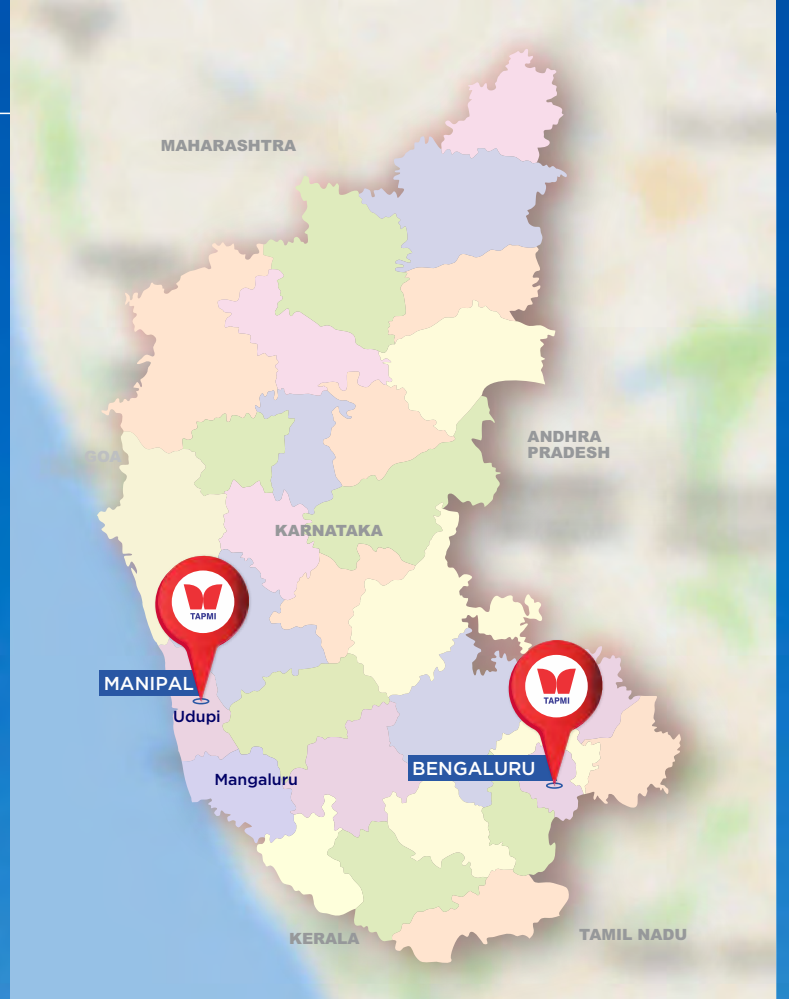 MAHARASHTRA
ANDHRA
PRADESH
GOA
KARNATAKA
TAPMI
MANIPAL
Udupi
TAPMI
BENGALURU
Mangaluru
KERALA
TAMIL NADU